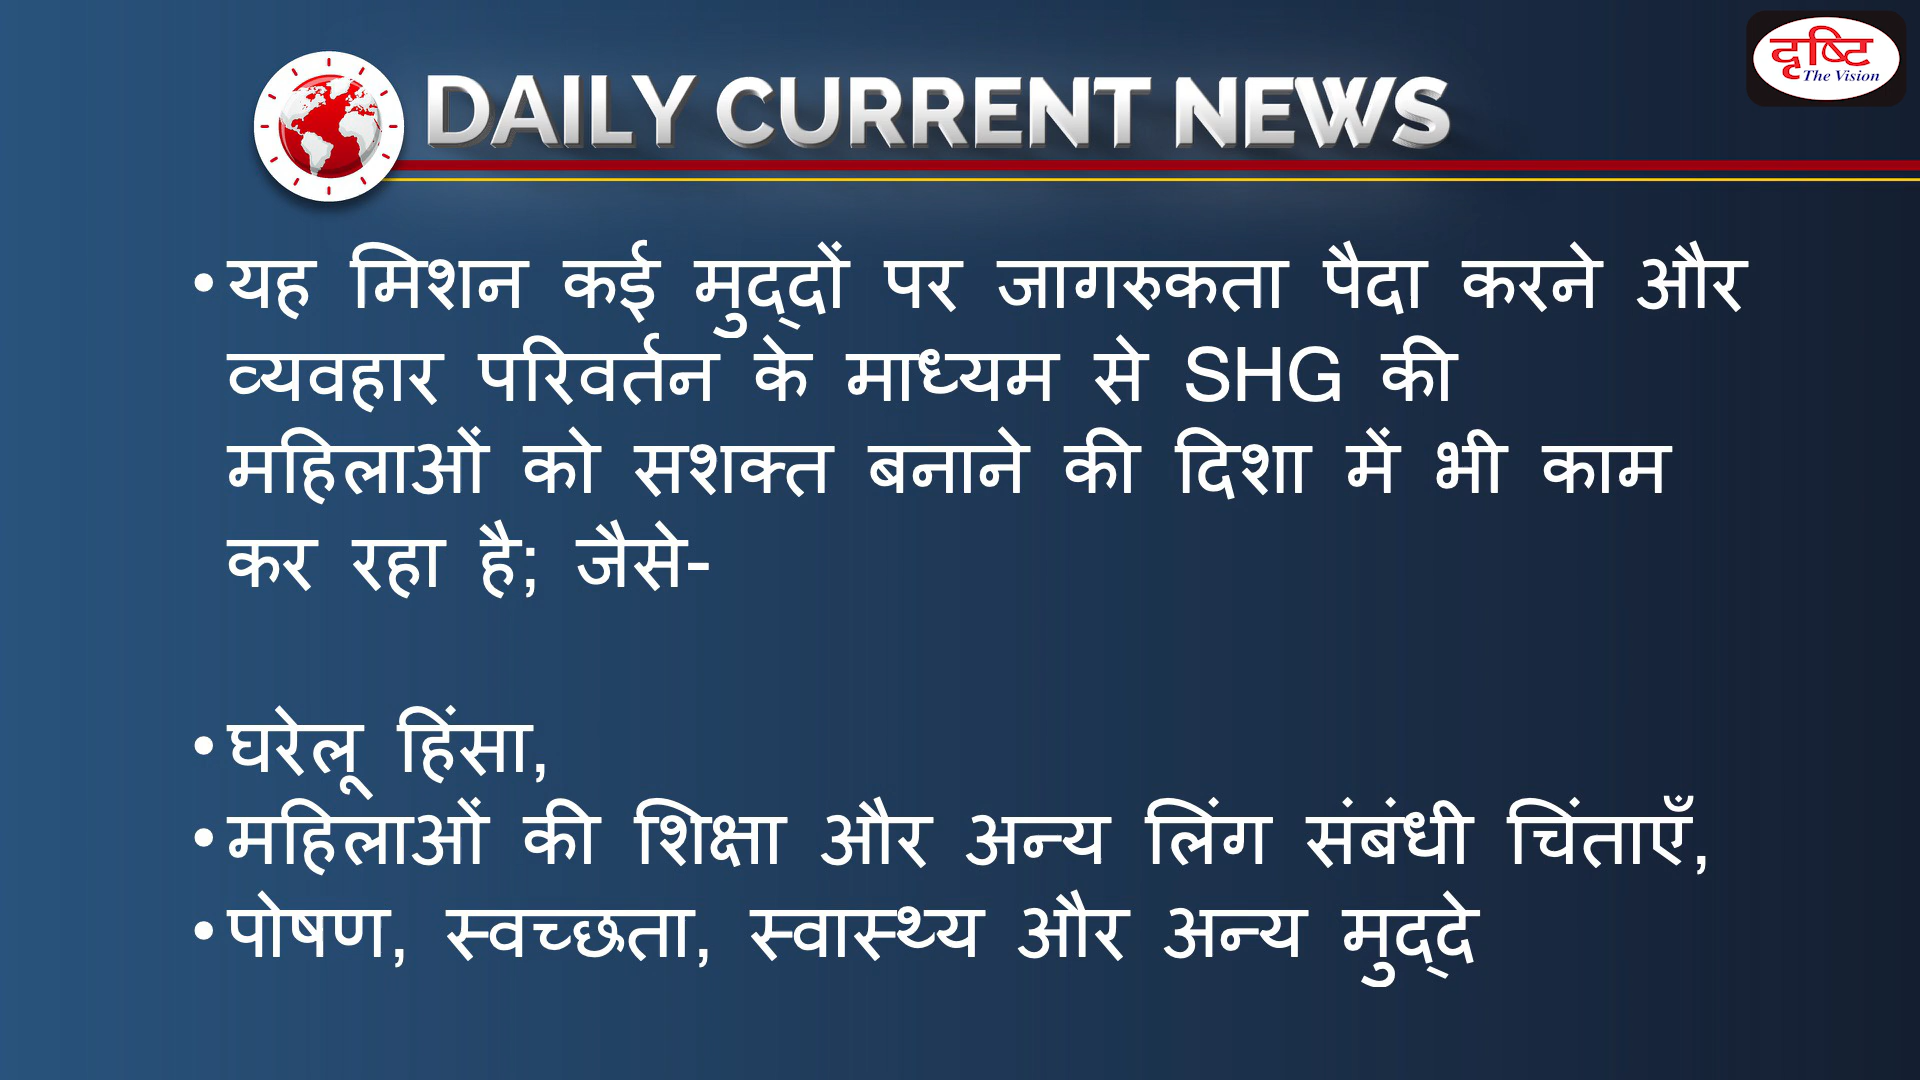 DAILY CURRENT NEWS
दृष्टि
The Vision
•यह मिशन कई मुद्‌दों पर जागरुकता पैदा करने और
व्यवहार परिवर्तन के माध्यम से SHG की
महिलाओं को सशक्त बनाने की दिशा में भी काम
कर रहा है; जैसे-
•घरेलू हिंसा,
•महिलाओं की शिक्षा और अन्य लिंग संबंधी चिंताएँ,
•पोषण, स्वच्छता, स्वास्थ्य और अन्य मुद्‌दे